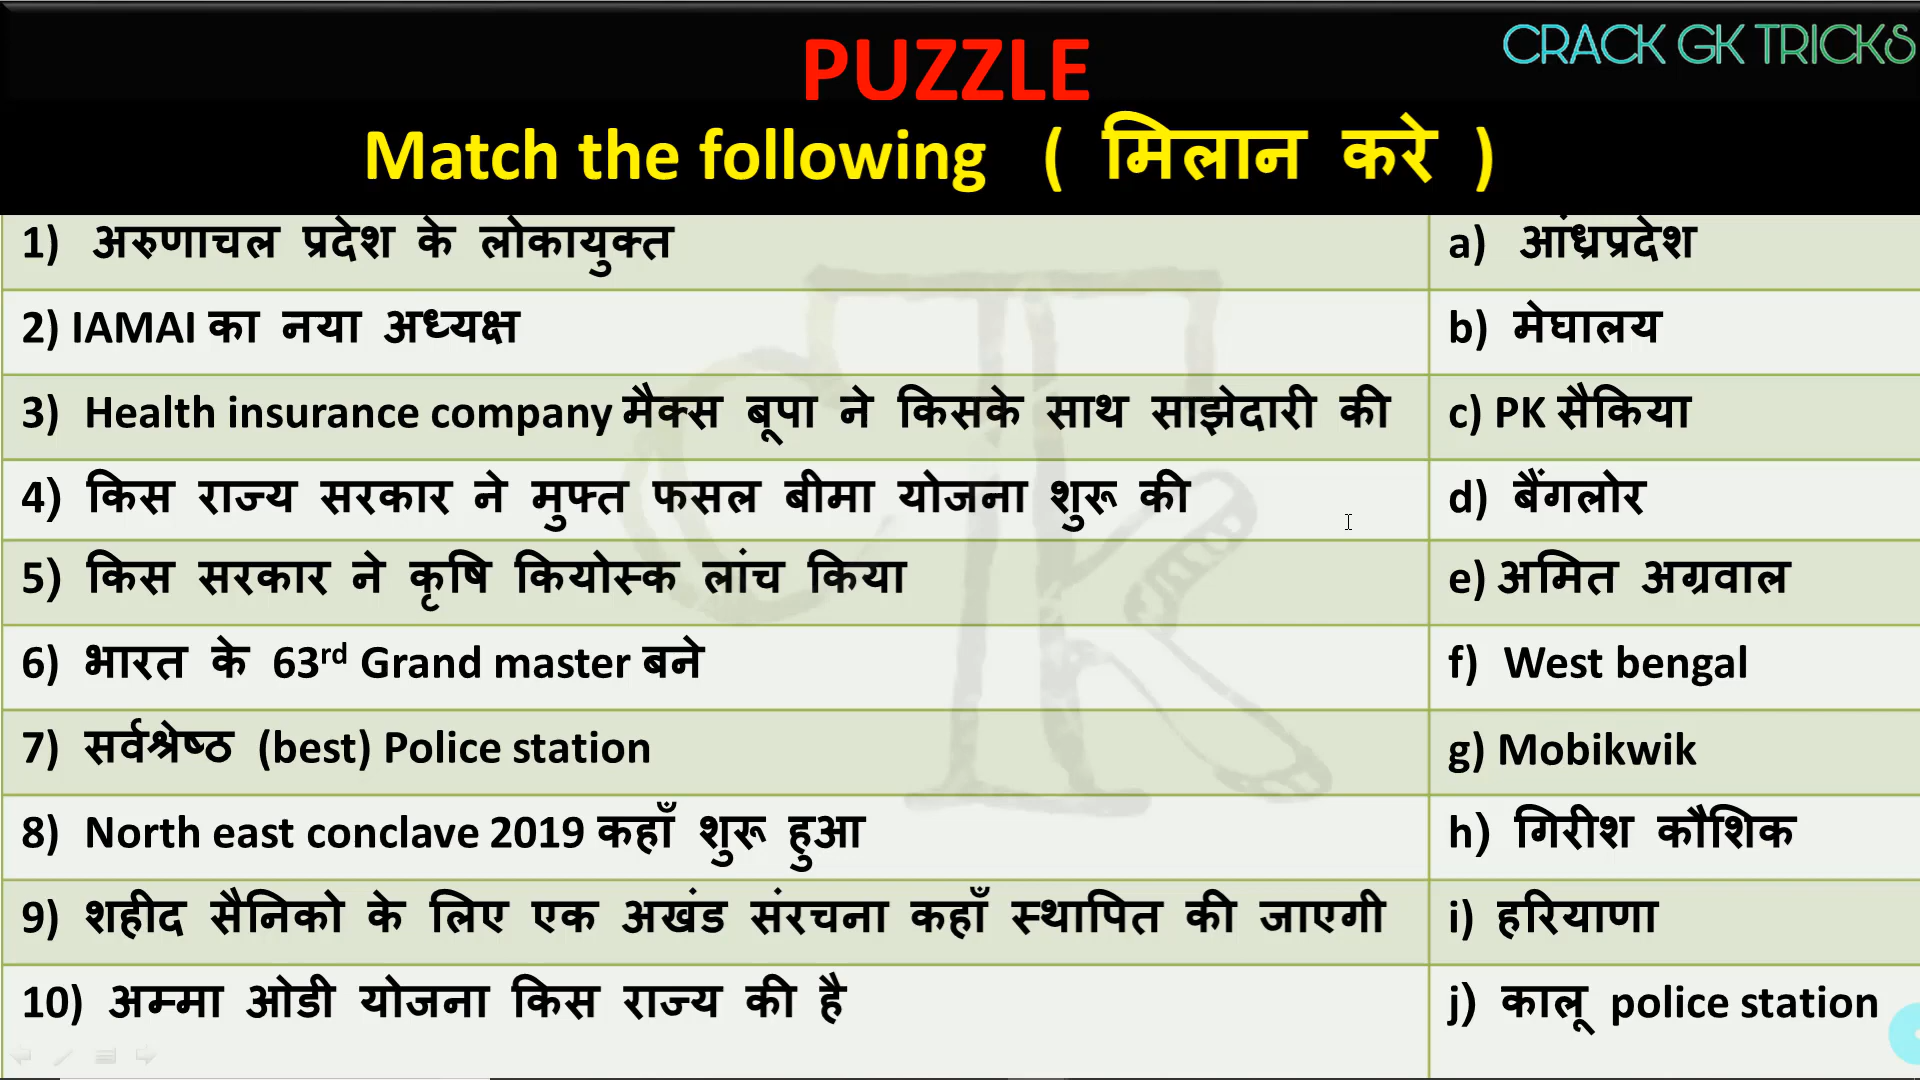 CRACK GK TRICKS
PUZZLE
Match the following ( मिलान करे )
1) अरुणाचल प्रदेश के लोकायुक्त
a) आंध्रप्रदेश
2) IAMAI का नया अध्यक्ष
b) मेघालय
3) Health insurance company मैक्स बूपा ने किसके साथ साझेदारी की
c) PK सैकिया
4) किस राज्य सरकार ने मुफ्त फसल बीमा योजना शुरू की
d) बैंगलोर
5) किस सरकार ने कृषि कियोस्क लांच किया
e) अमित अग्रवाल
6) भारत के 63rd Grand master बने
f) West bengal
7) सर्वश्रेष्ठ (best) Police station
g) Mobikwik
8) North east conclave 2019 कहाँ शुरू हुआ
h) गिरीश कौशिक
9) शहीद सैनिको के लिए एक अखंड संरचना कहाँ स्थापित की जाएगी
i) हरियाणा
10) अम्मा ओडी योजना किस राज्य की है
j) कालू police station